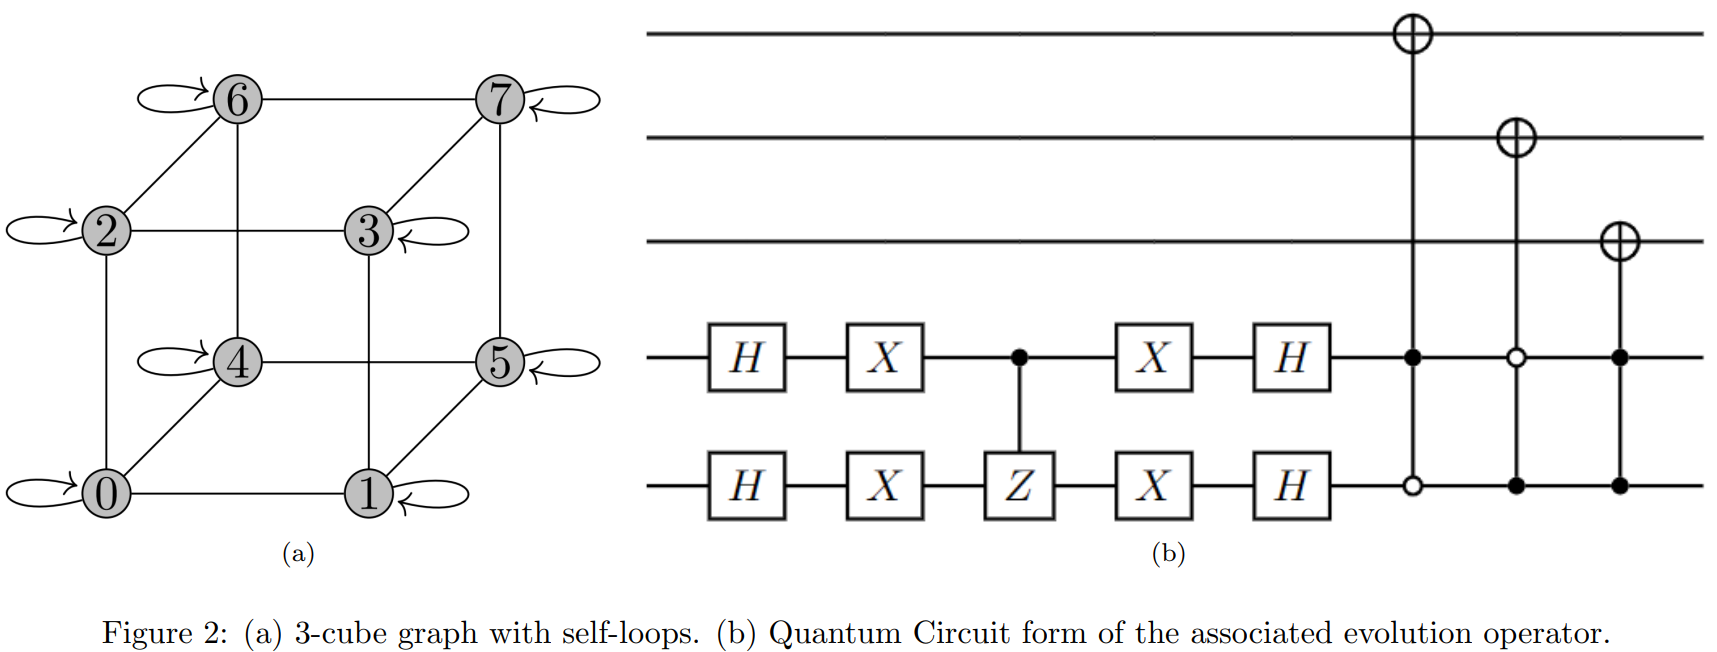 6 7
2 3
4 5
0 1
H X X H
H X Z X H
(a) (b)
Figure 2: (a) 3-cube graph with self-loops. (b) Quantum Circuit form of the associated evolution operator.